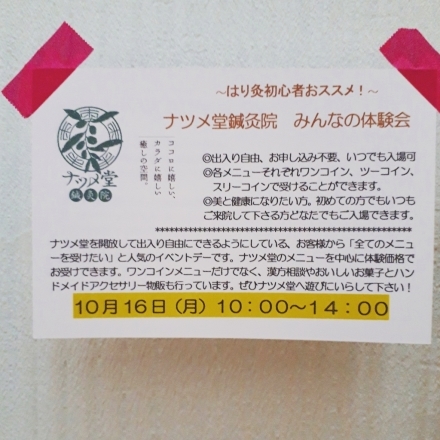 ～はり灸初心者おススメ！～
ナツメ堂鍼灸院　みんなの体験会
◎出入り自由、お申し込み不要、いつでも入場可
◎各メニューそれぞれワンコイン、ツーコイン、
スリーコインで受けることができます。
◎美と健康になりたい方。初めての方でもいつも
ご来院して下さる方どなたでもご入場できます。
ココロに嬉しい、
カラダに嬉しい
癒しの空間。
ナツメ堂
鍼灸院
ナツメ堂を開放して出入り自由にできるようにしている、お客様から「全てのメニュー
を受けたい」と人気のイベントデーです。ナツメ堂のメニューを中心に体験価格で
お受けできます。ワンコインメニューだけでなく、漢方相談やおいしいお菓子とハン
ドメイドアクセサリー物販も行っています。ぜひナツメ堂へ遊びにいらして下さい！
１０月１６日（月）１０：００～１４：００